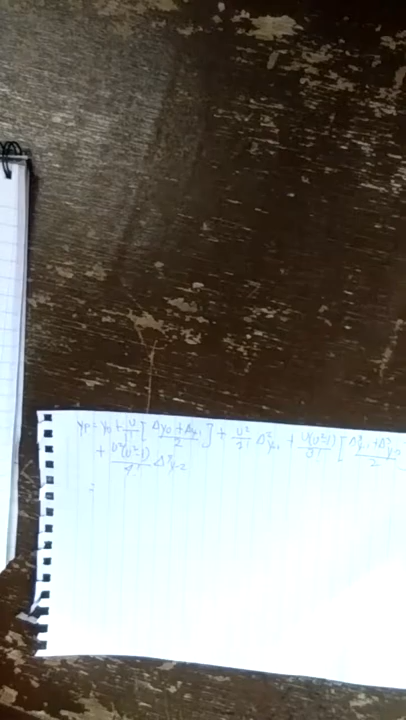 yp = y0 + u/1! [ Δy0 + Δy-1 / 2 ] + u²/2! Δ²y-1 + u(u²-1)/3! [ Δ³y-1 + Δ³y-2 / 2
+ u²(u²-1)/4! Δ⁴y-2
=